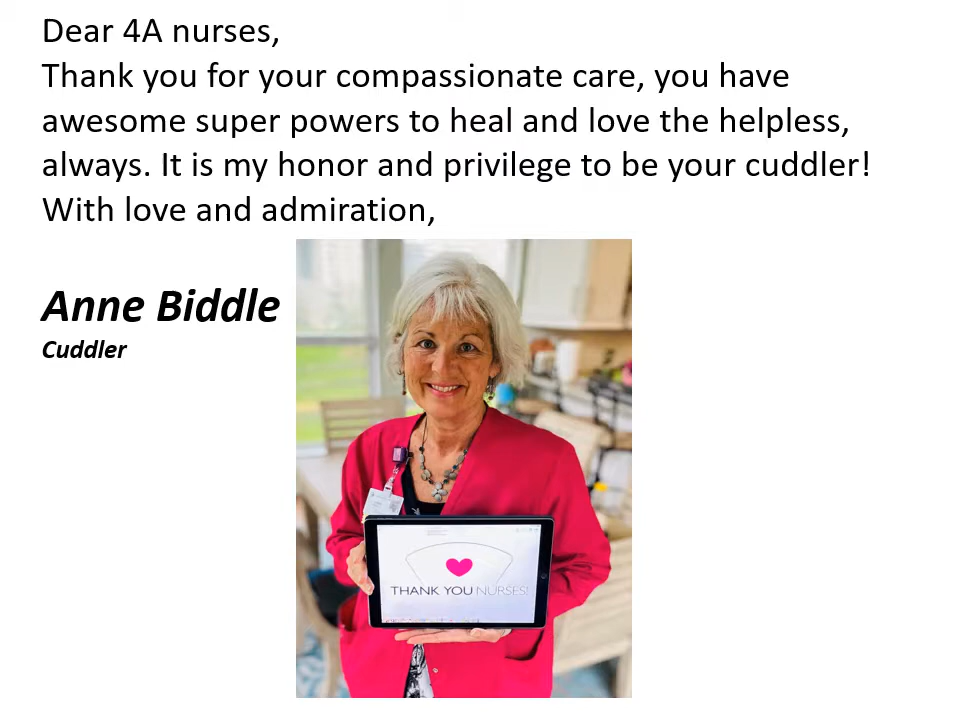 Dear 4A nurses,
Thank you for your compassionate care, you have
awesome super powers to heal and love the helpless,
always. It is my honor and privilege to be your cuddler!
With love and admiration,
Anne Biddle
Cuddler
THANK YOU NURSES!